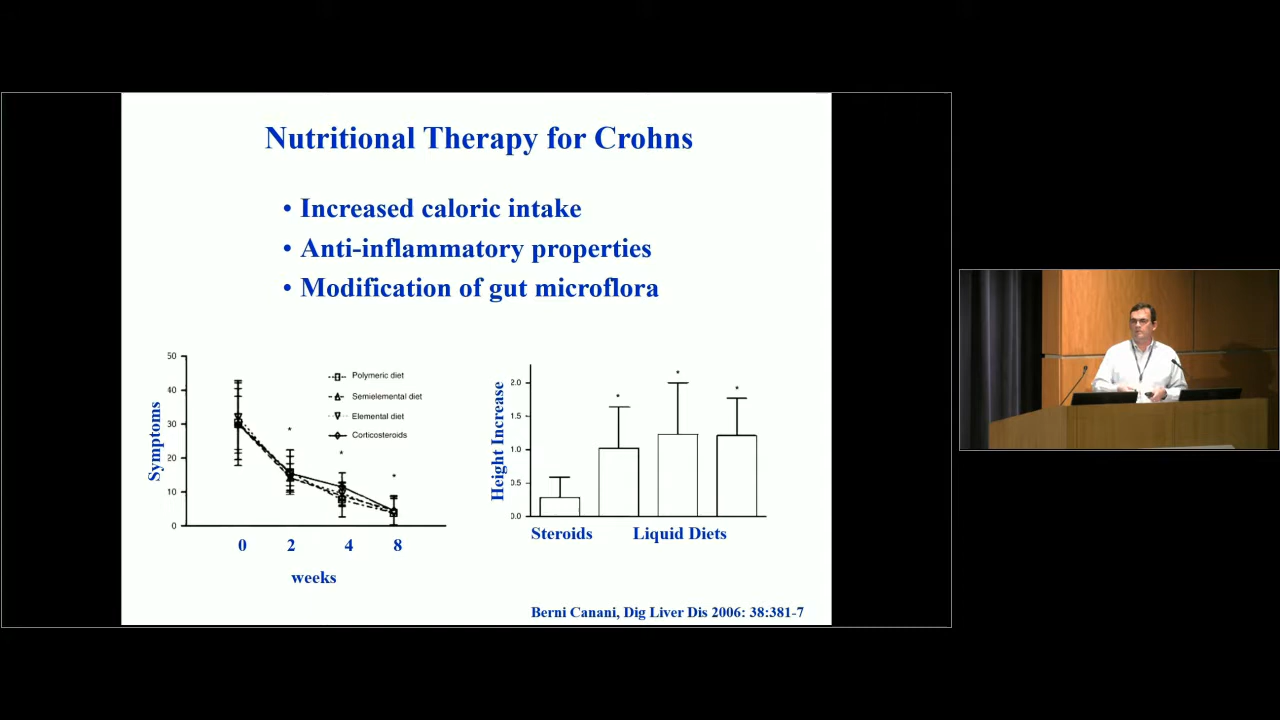 Nutritional Therapy for Crohns
• Increased caloric intake
• Anti-inflammatory properties
• Modification of gut microflora
Symptoms
50
40
30
20
10
0
Polymeric diet
Semielemental diet
Elemental diet
Corticosteroids
*
*
*
0 2 4 8
weeks
Height Increase
2.0
1.5
1.0
0.5
0.0
*
*
*
Steroids Liquid Diets
Berni Canani, Dig Liver Dis 2006: 38:381-7